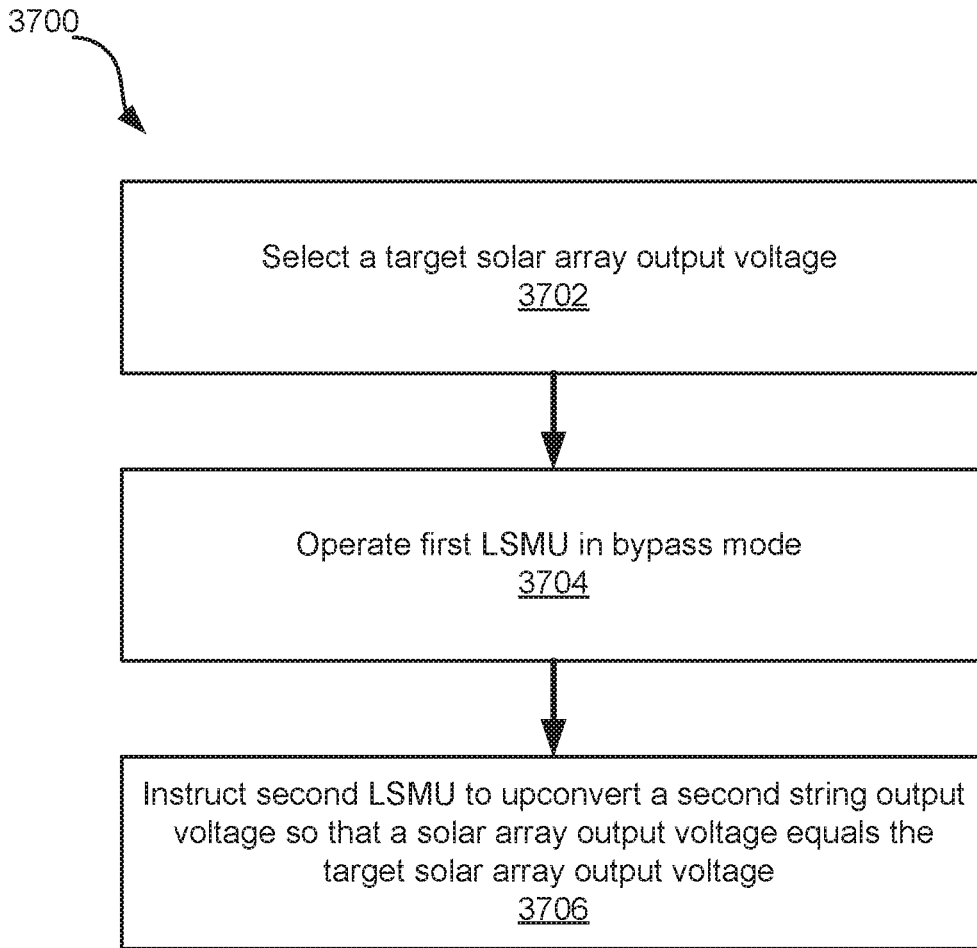 3700
Select a target solar array output voltage
3702
Operate first LSMU in bypass mode
3704
Instruct second LSMU to upconvert a second string output
voltage so that a solar array output voltage equals the
target solar array output voltage
3706